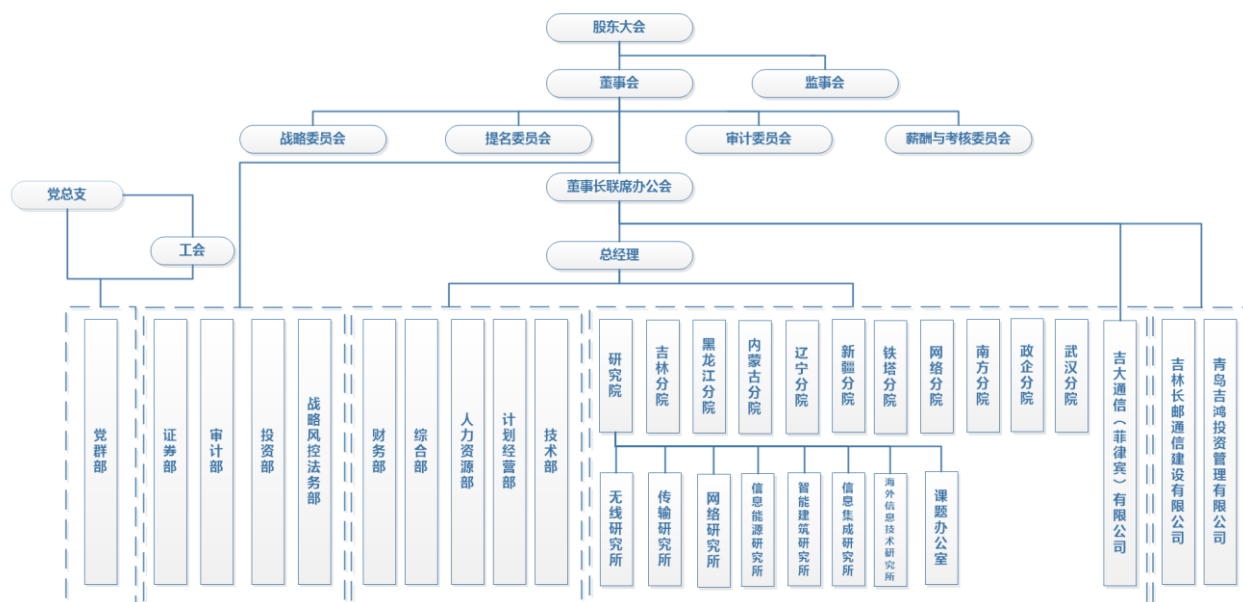 股东大会
董事会
监事会
战略委员会
提名委员会
审计委员会
薪酬与考核委员会
党总支
董事长联席办公会
工会
总经理
党群部
证券部
审计部
投资部
战略风控法务部
财务部
综合部
人力资源部
计划经营部
技术部
研究院
吉林分院
黑龙江分院
内蒙古分院
辽宁分院
新疆分院
铁塔分院
网络分院
南方分院
政企分院
武汉分院
吉大通信（菲律宾）有限公司
吉林长邮通信建设有限公司
青岛吉鸿投资管理有限公司
无线研究所
传输研究所
网络研究所
信息能源研究所
智能建筑研究所
信息集成研究所
海外信息技术研究所
课题办公室